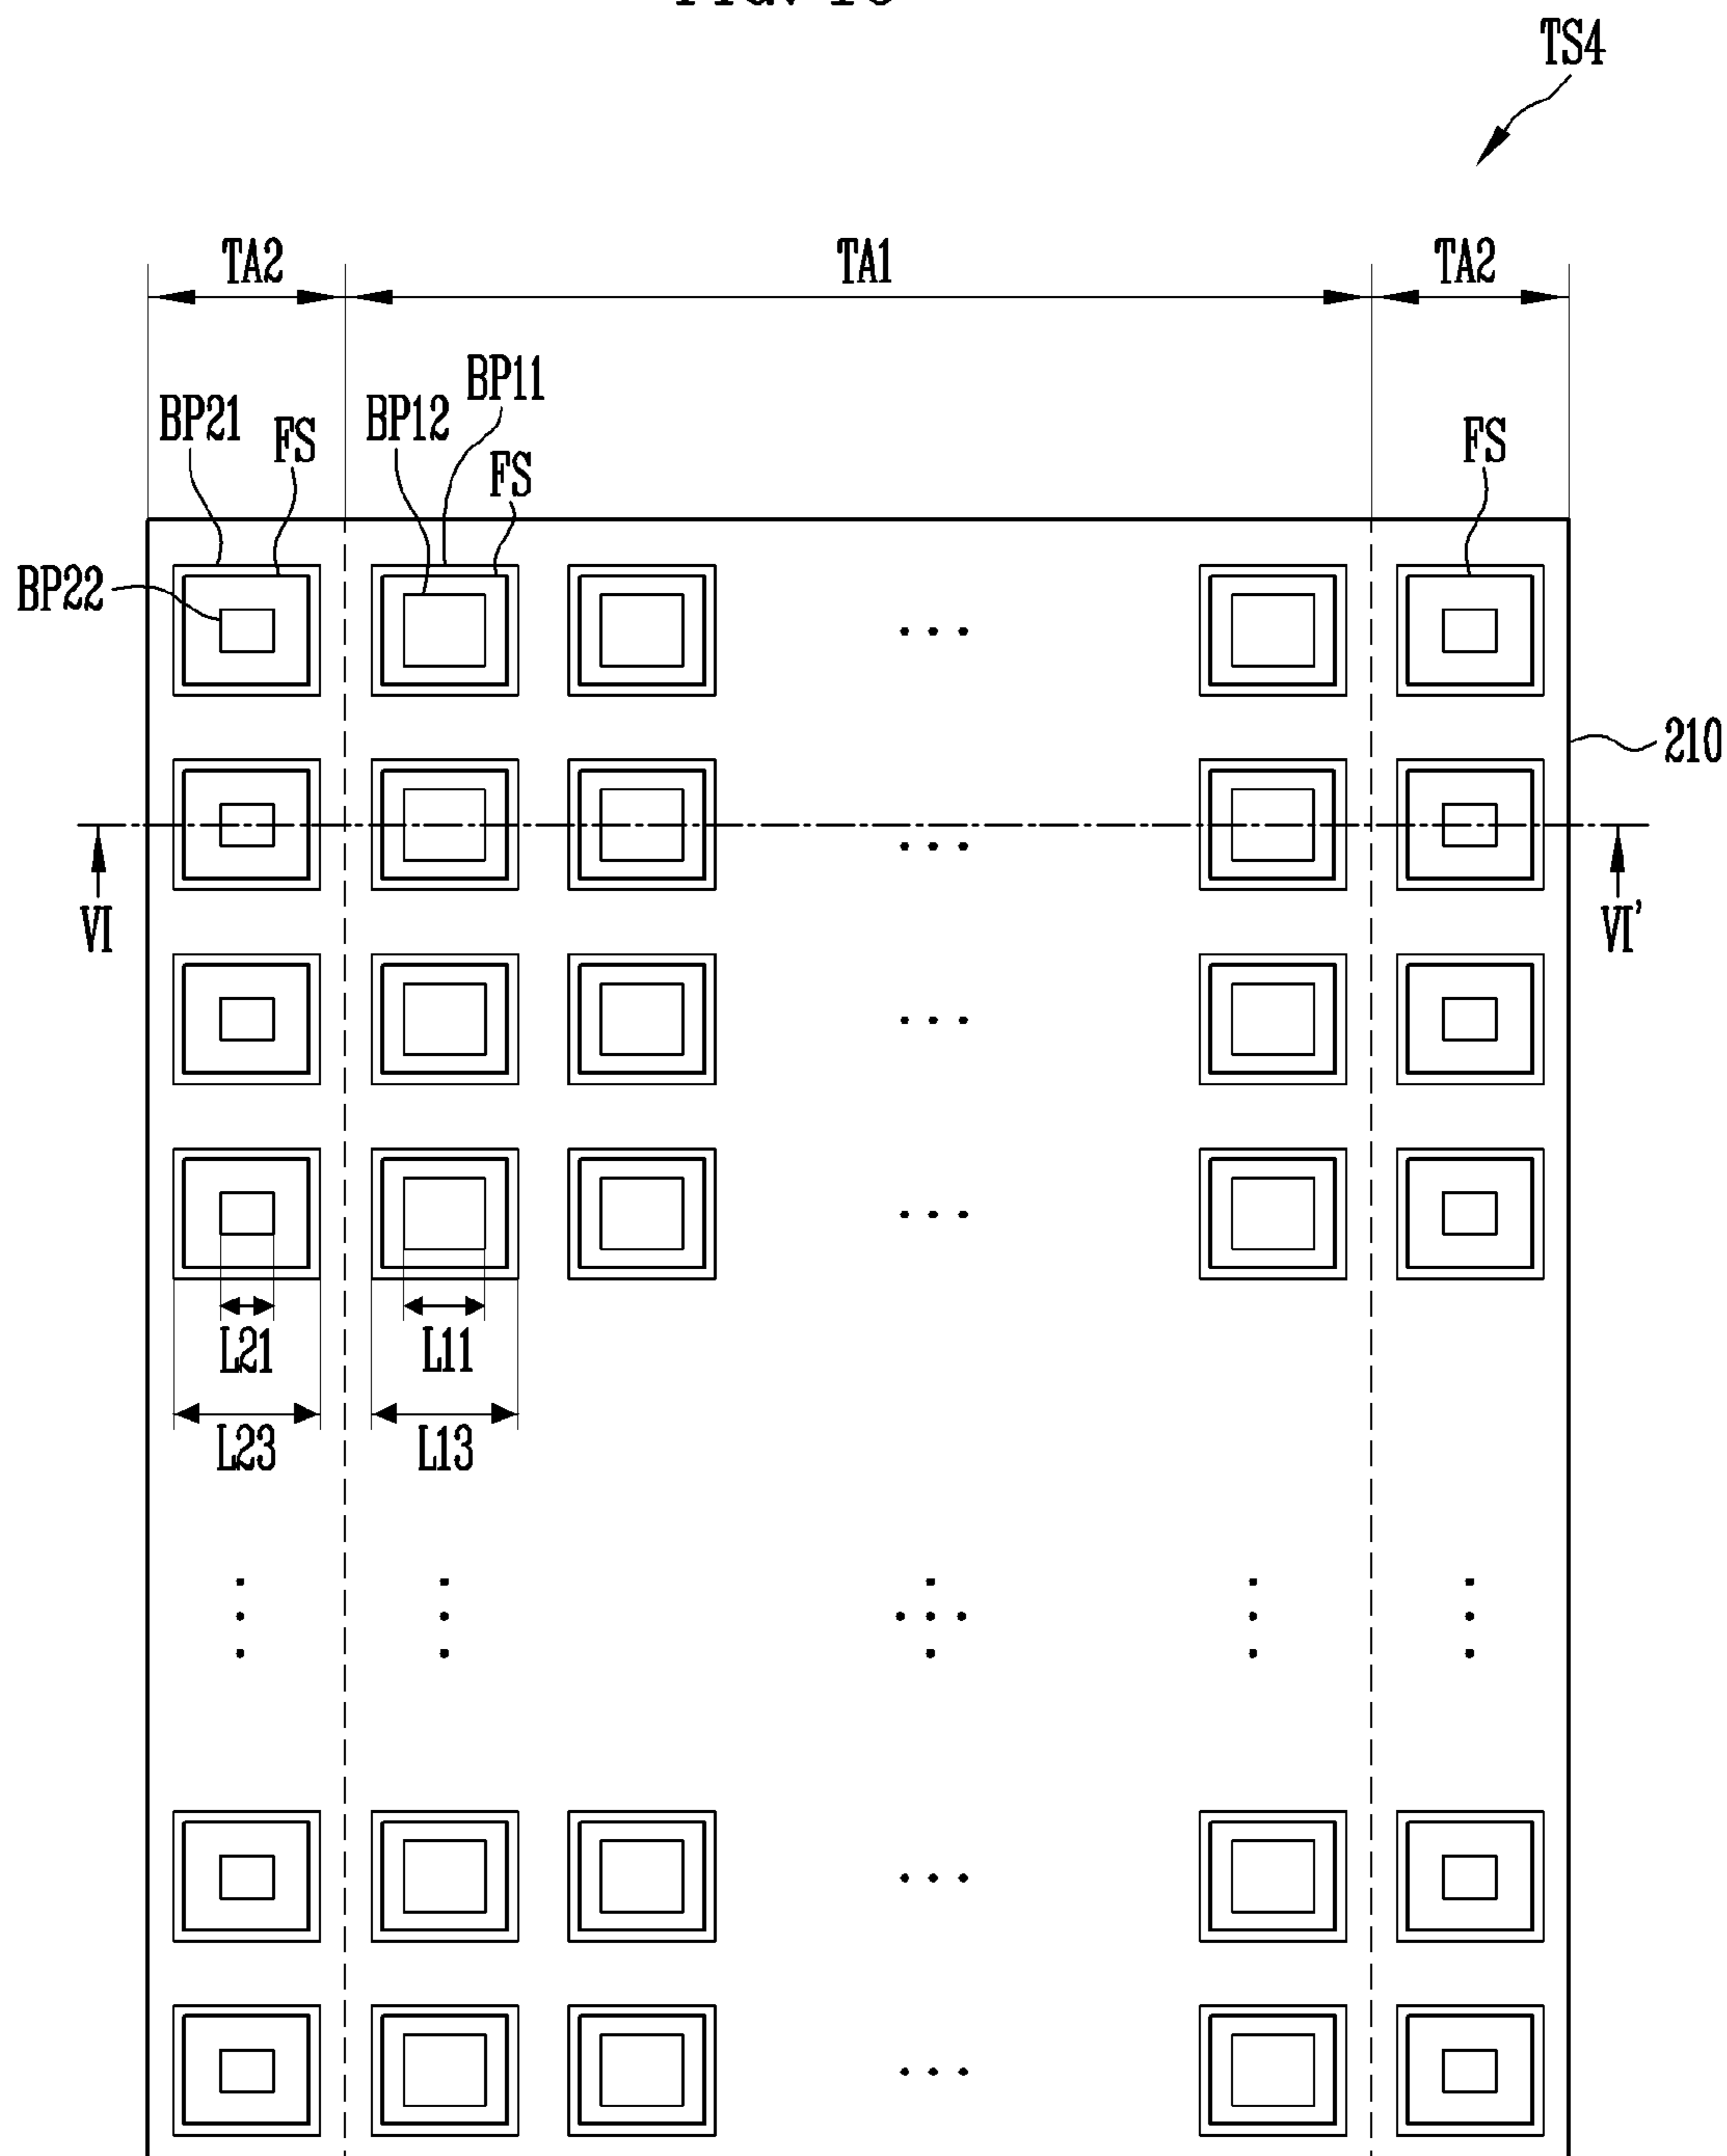 TS4
TA2 TA1 TA2
BP21 FS BP12 BP11 FS FS
BP22
210
VI VI'
L21 L11
L23 L13